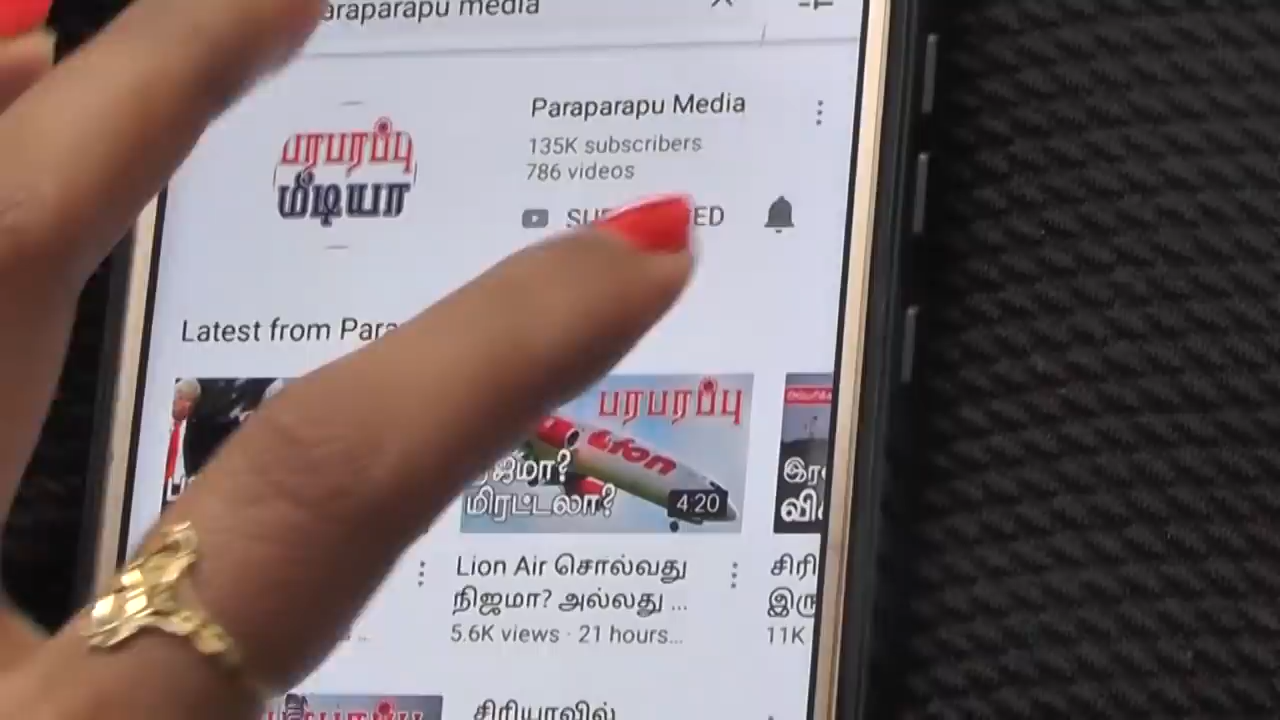 araparapu media
Paraparapu Media
135K subscribers
786 videos
பரபரப்பு
மீடியா
Latest from Para
பரபரப்பு
Lion
மிரட்டலா?
4:20
Lion Air சொல்வது
நிஜமா? அல்லது ...
5.6K views · 21 hours...
சிரி
இரு
11K
சிரியாவில்